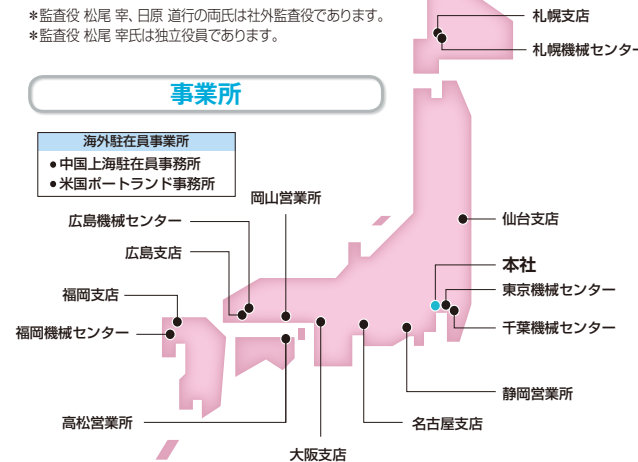 ＊監査役 松尾 宰、日原 道行の両氏は社外監査役であります。
＊監査役 松尾 宰氏は独立役員であります。
札幌支店
札幌機械センター
事業所
海外駐在員事業所
●中国上海駐在員事務所
●米国ポートランド事務所
岡山営業所
広島機械センター
広島支店
福岡支店
福岡機械センター
仙台支店
本社
東京機械センター
千葉機械センター
静岡営業所
高松営業所
名古屋支店
大阪支店